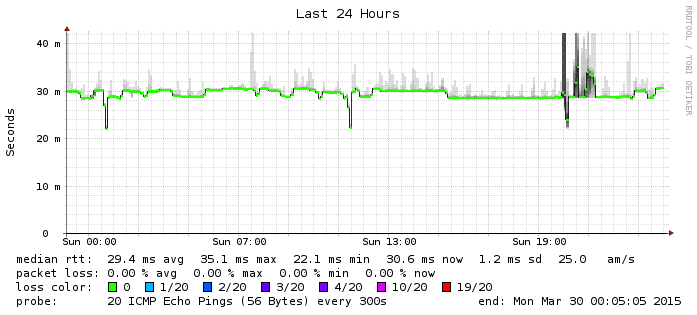 Last 24 Hours
RRDTOOL / TOBI OETIKER
Seconds
40 m
30 m
20 m
10 m
0
Sun 00:00 Sun 07:00 Sun 13:00 Sun 19:00
median rtt: 29.4 ms avg 35.1 ms max 22.1 ms min 30.6 ms now 1.2 ms sd 25.0 am/s
packet loss: 0.00 % avg 0.00 % max 0.00 % min 0.00 % now
loss color: 0 1/20 2/20 3/20 4/20 10/20 19/20
probe: 20 ICMP Echo Pings (56 Bytes) every 300s end: Mon Mar 30 00:05:05 2015